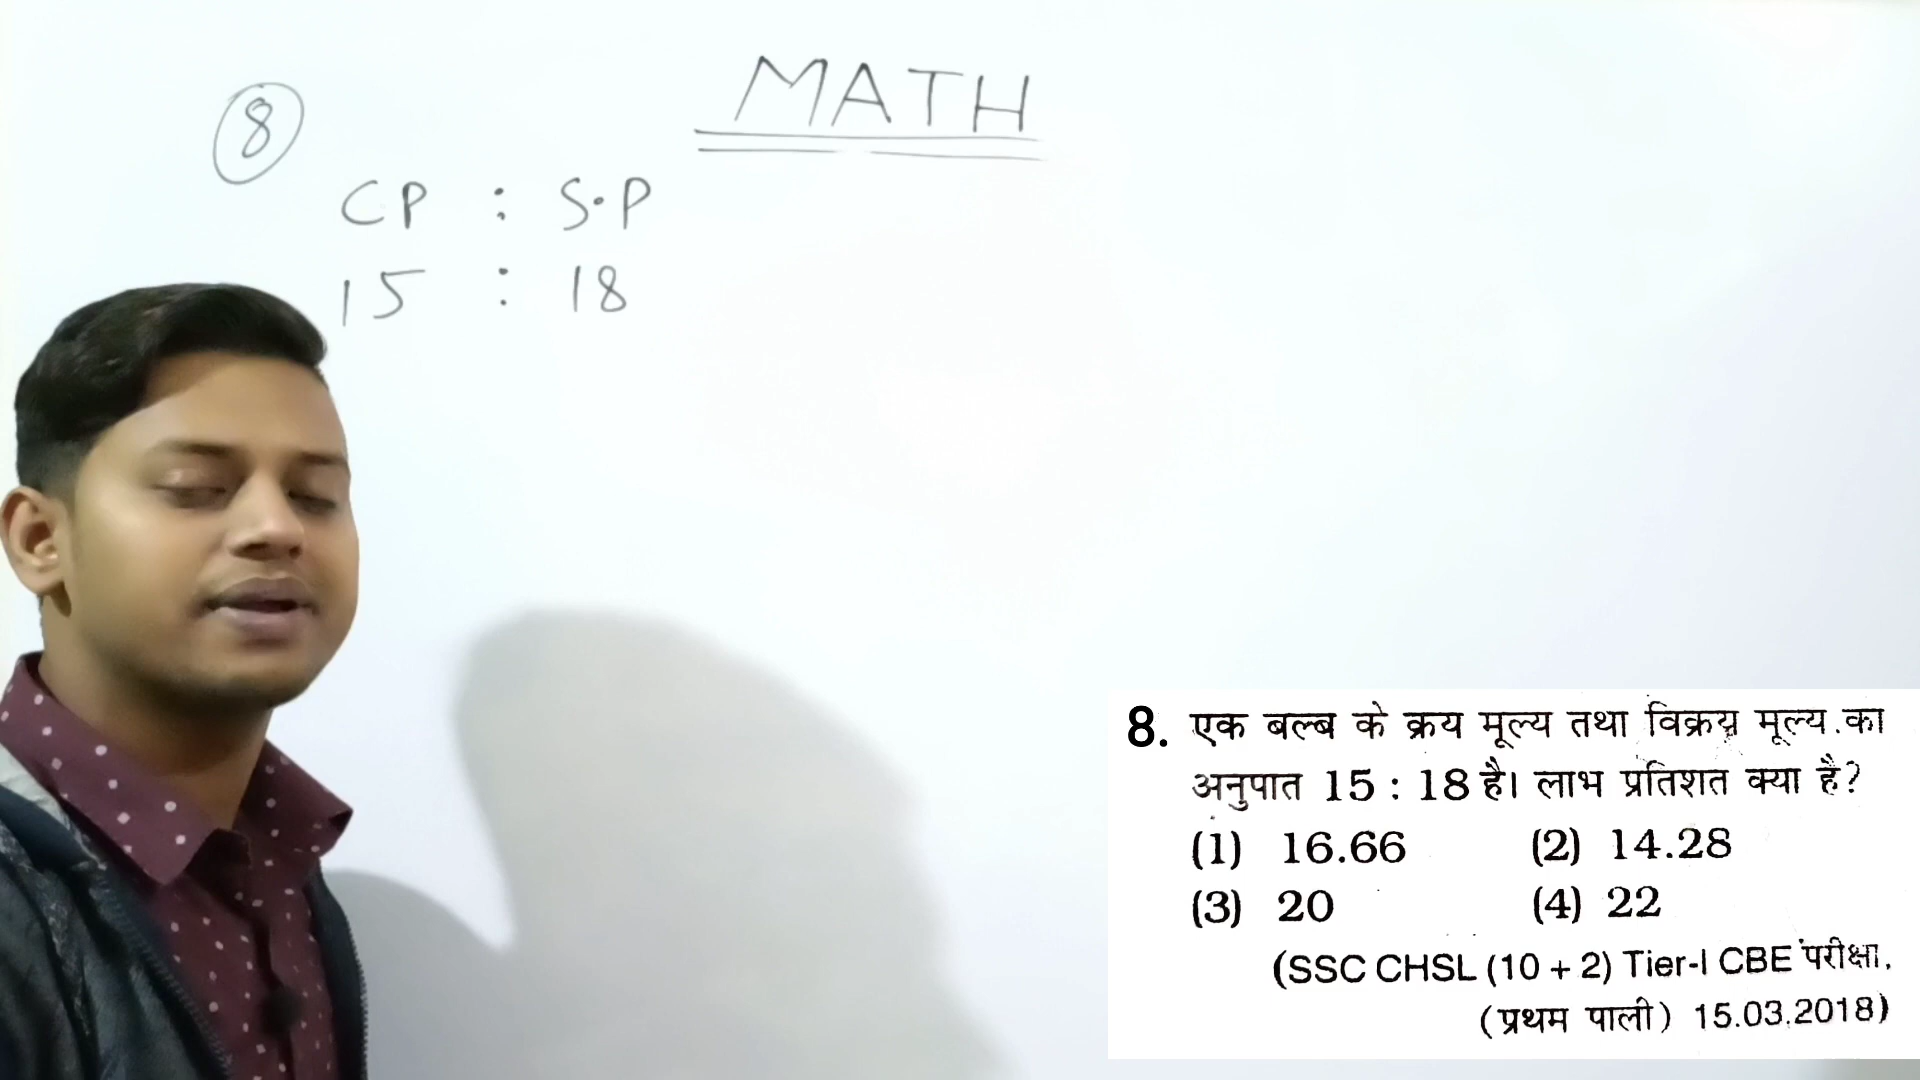 MATH
8
CP : S.P
15 : 18
8. एक बल्ब के क्रय मूल्य तथा विक्रय मूल्य.का
अनुपात 15 : 18 है। लाभ प्रतिशत क्या है?
(1) 16.66 (2) 14.28
(3) 20 (4) 22
(SSC CHSL (10 + 2) Tier-I CBE परीक्षा,
(प्रथम पाली) 15.03.2018)